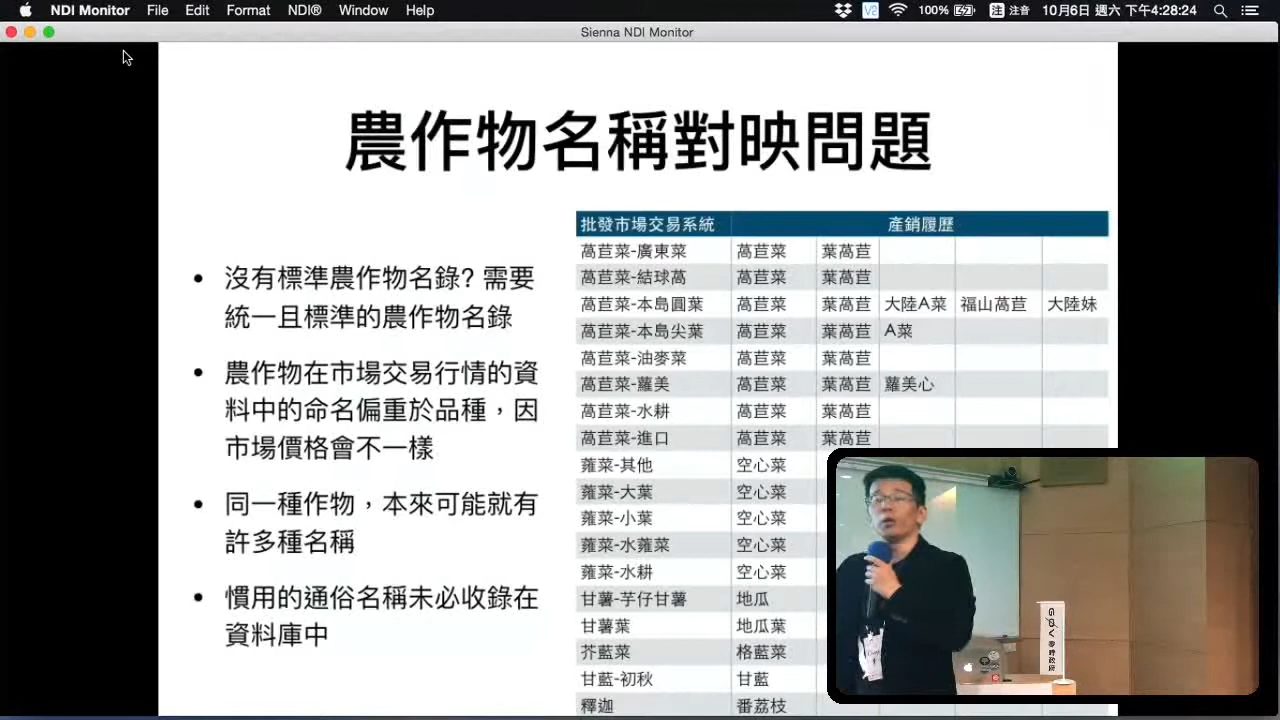 NDI Monitor File Edit Format NDI® Window Help V2 100% 注 注音 10月6日 週六 下午4:28:24
Sienna NDI Monitor
農作物名稱對映問題
• 沒有標準農作物名錄? 需要
統一且標準的農作物名錄
• 農作物在市場交易行情的資
料中的命名偏重於品種，因
市場價格會不一樣
• 同一種作物，本來可能就有
許多種名稱
• 慣用的通俗名稱未必收錄在
資料庫中
批發市場交易系統 產銷履歷
萵苣菜-廣東菜 萵苣菜 葉萵苣
萵苣菜-結球萵 萵苣菜 葉萵苣
萵苣菜-本島圓葉 萵苣菜 葉萵苣 大陸A菜 福山萵苣 大陸妹
萵苣菜-本島尖葉 萵苣菜 葉萵苣 A菜
萵苣菜-油麥菜 萵苣菜 葉萵苣
萵苣菜-蘿美 萵苣菜 葉萵苣 蘿美心
萵苣菜-水耕 萵苣菜 葉萵苣
萵苣菜-進口 萵苣菜 葉萵苣
蕹菜-其他 空心菜
蕹菜-大葉 空心菜
蕹菜-小葉 空心菜
蕹菜-水蕹菜 空心菜
蕹菜-水耕 空心菜
甘薯-芋仔甘薯 地瓜
甘薯葉 地瓜葉
芥藍菜 格藍菜
甘藍-初秋 甘藍
釋迦 番荔枝
g0v零時政府